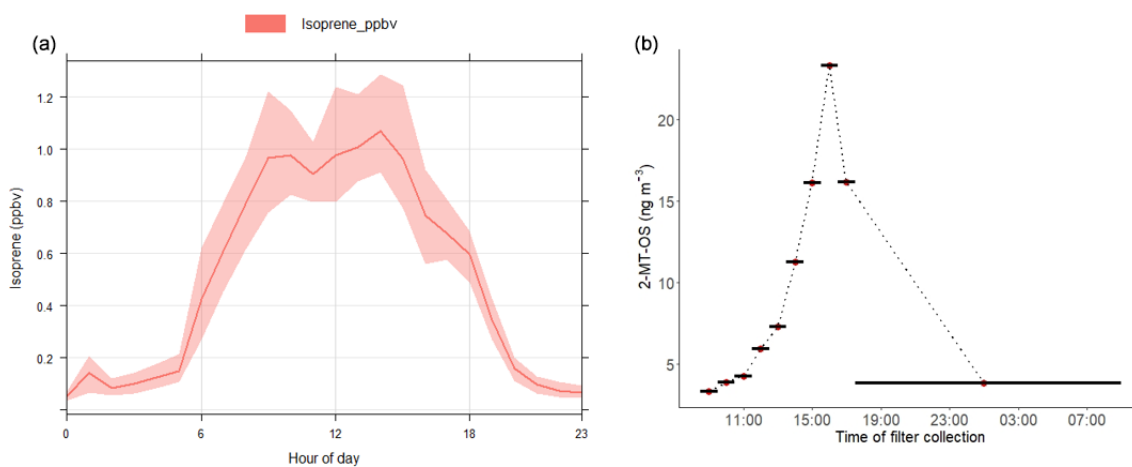 Isoprene_ppbv
(a)
Isoprene (ppbv)
1.2
1.0
0.8
0.6
0.4
0.2
0 6 12 18 23
Hour of day
(b)
2-MT-OS (ng m⁻³)
20
15
10
5
11:00 15:00 19:00 23:00 03:00 07:00
Time of filter collection